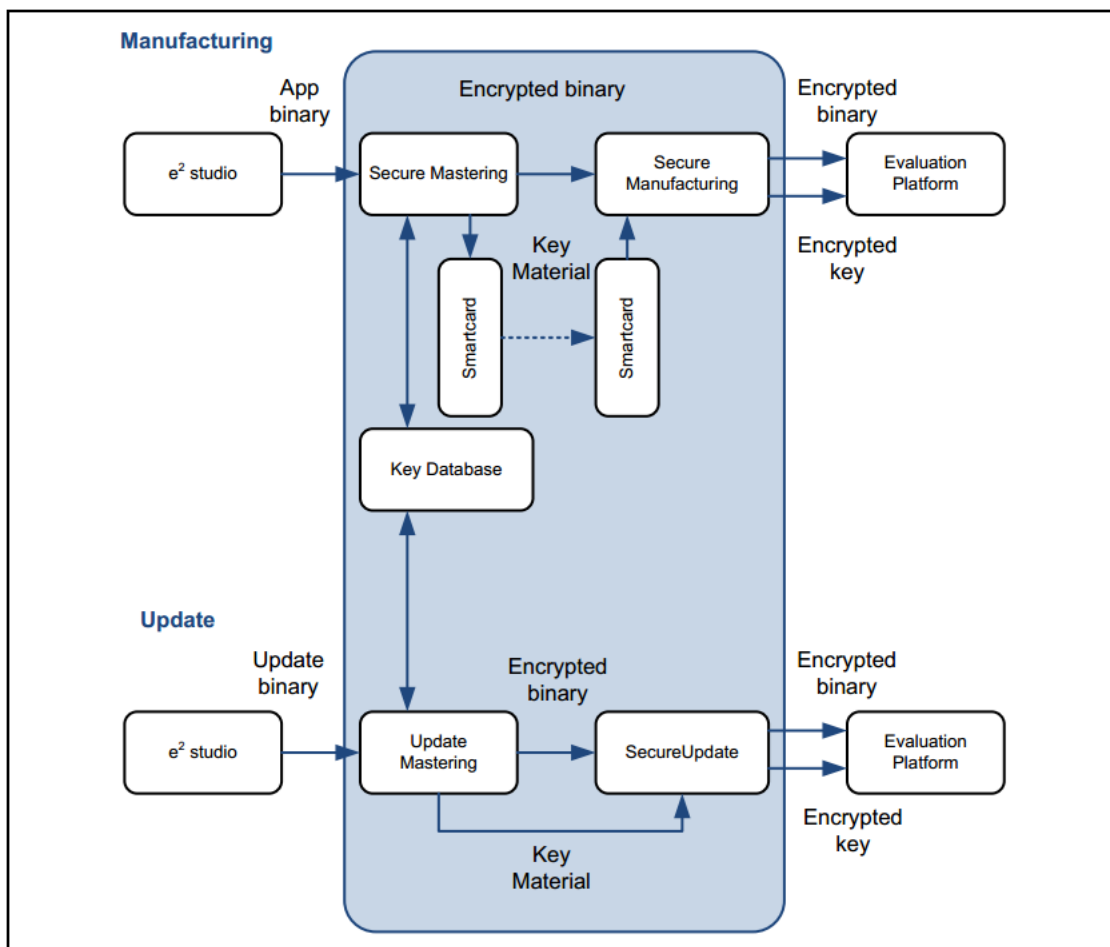 Manufacturing
App
binary
Encrypted binary
Encrypted
binary
e² studio
Secure Mastering
Secure
Manufacturing
Evaluation
Platform
Key
Material
Encrypted
key
Smartcard
Smartcard
Key Database
Update
Update
binary
Encrypted
binary
Encrypted
binary
e² studio
Update
Mastering
SecureUpdate
Evaluation
Platform
Encrypted
key
Key
Material